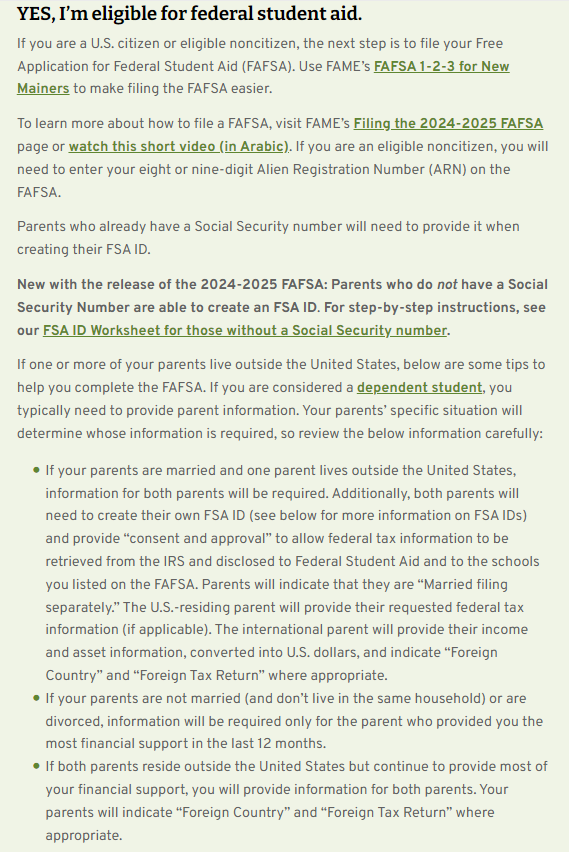 YES, I’m eligible for federal student aid.
If you are a U.S. citizen or eligible noncitizen, the next step is to file your Free
Application for Federal Student Aid (FAFSA). Use FAME’s FAFSA 1-2-3 for New
Mainers to make filing the FAFSA easier.
To learn more about how to file a FAFSA, visit FAME’s Filing the 2024-2025 FAFSA
page or watch this short video (in Arabic). If you are an eligible noncitizen, you will
need to enter your eight or nine-digit Alien Registration Number (ARN) on the
FAFSA.
Parents who already have a Social Security number will need to provide it when
creating their FSA ID.
New with the release of the 2024-2025 FAFSA: Parents who do not have a Social
Security Number are able to create an FSA ID. For step-by-step instructions, see
our FSA ID Worksheet for those without a Social Security number.
If one or more of your parents live outside the United States, below are some tips to
help you complete the FAFSA. If you are considered a dependent student, you
typically need to provide parent information. Your parents’ specific situation will
determine whose information is required, so review the below information carefully:
• If your parents are married and one parent lives outside the United States,
information for both parents will be required. Additionally, both parents will
need to create their own FSA ID (see below for more information on FSA IDs)
and provide “consent and approval” to allow federal tax information to be
retrieved from the IRS and disclosed to Federal Student Aid and to the schools
you listed on the FAFSA. Parents will indicate that they are “Married filing
separately.” The U.S.-residing parent will provide their requested federal tax
information (if applicable). The international parent will provide their income
and asset information, converted into U.S. dollars, and indicate “Foreign
Country” and “Foreign Tax Return” where appropriate.
• If your parents are not married (and don’t live in the same household) or are
divorced, information will be required only for the parent who provided you the
most financial support in the last 12 months.
• If both parents reside outside the United States but continue to provide most of
your financial support, you will provide information for both parents. Your
parents will indicate “Foreign Country” and “Foreign Tax Return” where
appropriate.